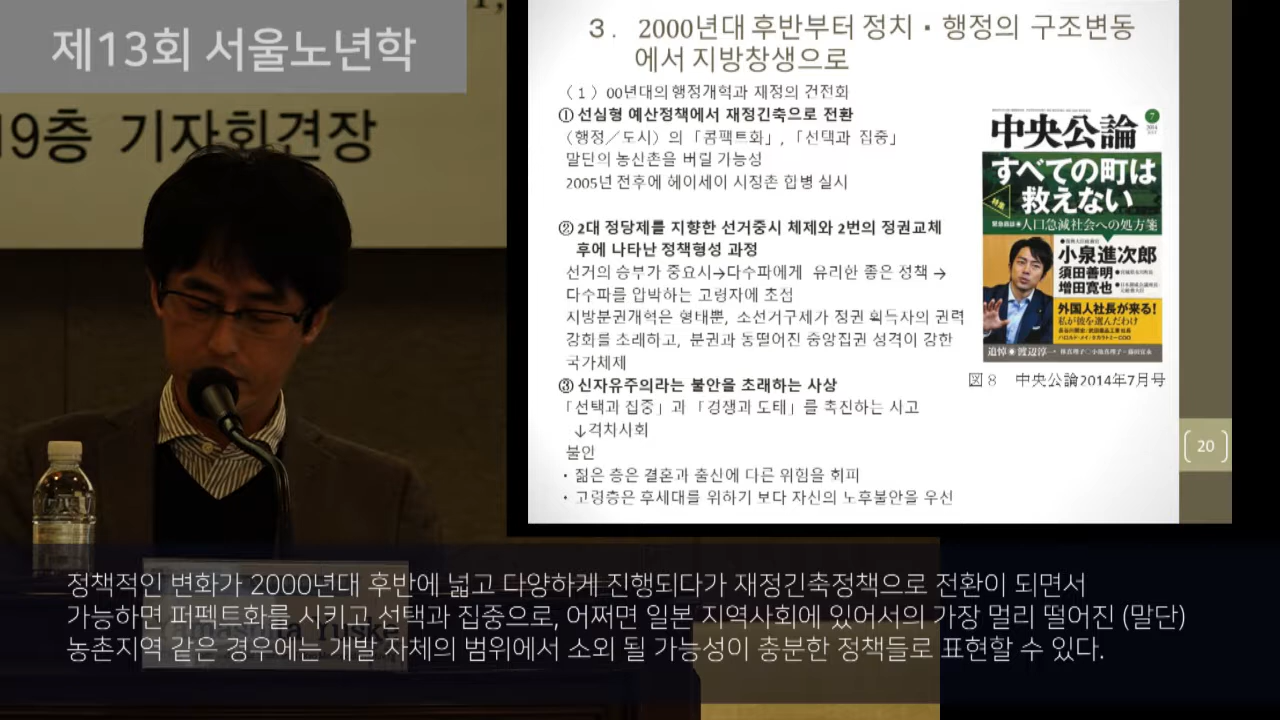 제13회 서울노년학
19층 기자회견장
3. 2000년대 후반부터 정치・행정의 구조변동
에서 지방창생으로
(1) 00년대의 행정개혁과 재정의 건전화
① 선심형 예산정책에서 재정긴축으로 전환
(행정/도시) 의 「콤팩트화」, 「선택과 집중」
말단의 농산촌을 버릴 가능성
2005년 전후에 헤이세이 시정촌 합병 실시
② 2대 정당제를 지향한 선거중시 체제와 2번의 정권교체
후에 나타난 정책형성 과정
선거의 승부가 중요시→다수파에게 유리한 좋은 정책 →
다수파를 압박하는 고령자에 초점
지방분권개혁은 형태뿐, 소선거구제가 정권 획득자의 권력
강화를 초래하고, 분권과 동떨어진 중앙집권 성격이 강한
국가체제
③ 신자유주의라는 불안을 초래하는 사상
「선택과 집중」과 「경쟁과 도태」를 촉진하는 사고
↓격차시회
불안
・젊은 층은 결혼과 출신에 다른 위험을 회피
・고령층은 후세대를 위하기 보다 자신의 노후불안을 우선
中央公論
7
2014
すべての町は
救えない
特集
人口急減社会への処方箋
小泉進次郎
須田善明
増田寛也
外国人社長が来る!
私が彼を選んだわけ
追悼 渡辺淳一
図8 中央公論2014年7月号
20
정책적인 변화가 2000년대 후반에 넓고 다양하게 진행되다가 재정긴축정책으로 전환이 되면서
가능하면 퍼펙트화를 시키고 선택과 집중으로, 어쩌면 일본 지역사회에 있어서의 가장 멀리 떨어진 (말단)
농촌지역 같은 경우에는 개발 자체의 범위에서 소외 될 가능성이 충분한 정책들로 표현할 수 있다.